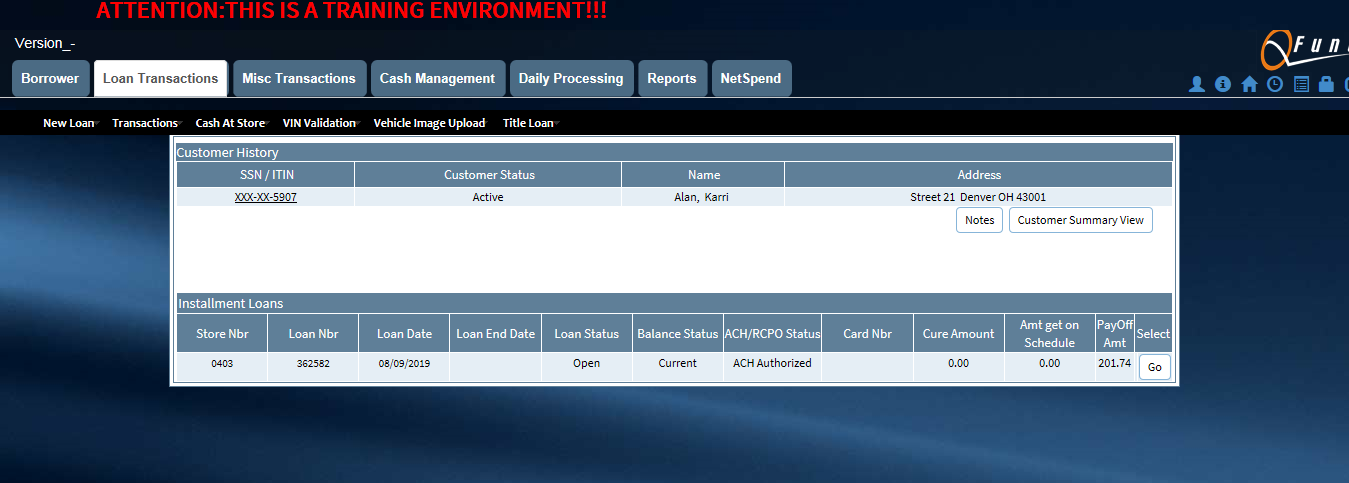 ATTENTION:THIS IS A TRAINING ENVIRONMENT!!!
Version_-
Borrower Loan Transactions Misc Transactions Cash Management Daily Processing Reports NetSpend
New Loan Transactions Cash At Store VIN Validation Vehicle Image Upload Title Loan
Customer History
SSN / ITIN Customer Status Name Address
XXX-XX-5907 Active Alan, Karri Street 21 Denver OH 43001
Notes Customer Summary View
Installment Loans
Store Nbr Loan Nbr Loan Date Loan End Date Loan Status Balance Status ACH/RCPO Status Card Nbr Cure Amount Amt get on Schedule PayOff Amt Select
0403 362582 08/09/2019 Open Current ACH Authorized 0.00 0.00 201.74 Go